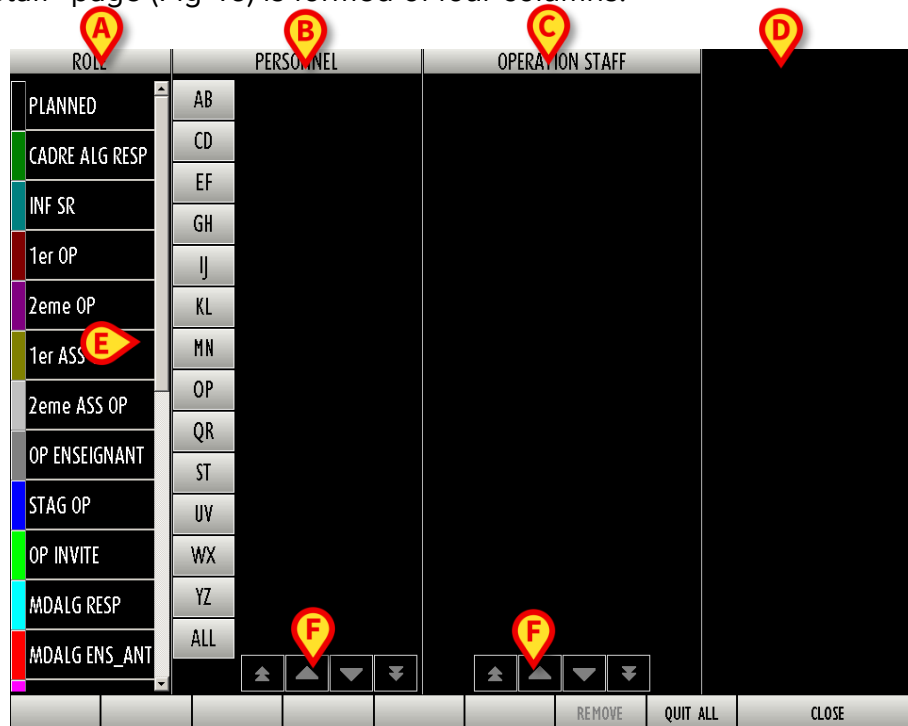 A B C D
ROLE PERSONNEL OPERATION STAFF
PLANNED
CADRE ALG RESP
INF SR
1er OP
2eme OP
1er ASS
2eme ASS OP
OP ENSEIGNANT
STAG OP
OP INVITE
MDALG RESP
MDALG ENS_ANT
E
AB
CD
EF
GH
IJ
KL
MN
OP
QR
ST
UV
WX
YZ
ALL
F F
REMOVE QUIT ALL CLOSE